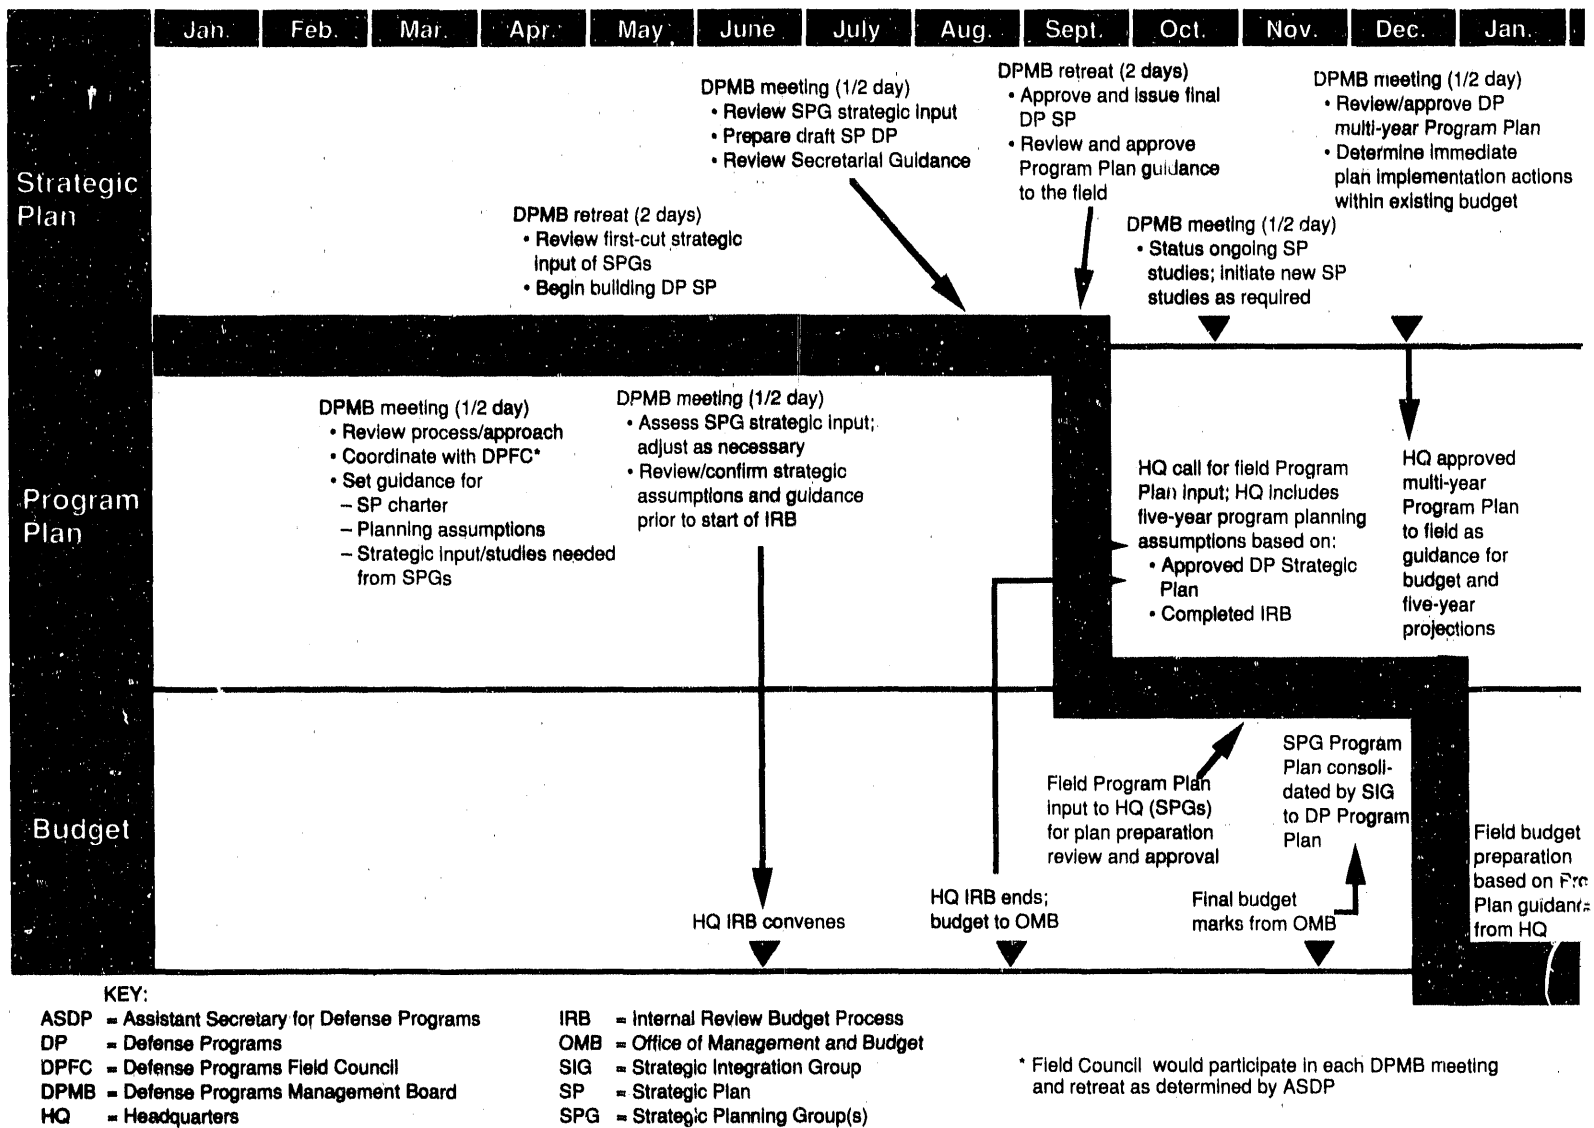 Jan. Feb. Mar. Apr. May June July Aug. Sept. Oct. Nov. Dec. Jan.
Strategic
Plan
DPMB retreat (2 days)
• Review first-cut strategic
input of SPGs
• Begin building DP SP
DPMB meeting (1/2 day)
• Review SPG strategic input
• Prepare draft SP DP
• Review Secretarial Guidance
DPMB retreat (2 days)
• Approve and issue final
DP SP
• Review and approve
Program Plan guidance
to the field
DPMB meeting (1/2 day)
• Status ongoing SP
studies; initiate new SP
studies as required
DPMB meeting (1/2 day)
• Review/approve DP
multi-year Program Plan
• Determine immediate
plan implementation actions
within existing budget
Program
Plan
DPMB meeting (1/2 day)
• Review process/approach
• Coordinate with DPFC*
• Set guidance for
– SP charter
– Planning assumptions
– Strategic input/studies needed
from SPGs
DPMB meeting (1/2 day)
• Assess SPG strategic input;
adjust as necessary
• Review/confirm strategic
assumptions and guidance
prior to start of IRB
HQ call for field Program
Plan input; HQ includes
five-year program planning
assumptions based on:
• Approved DP Strategic
Plan
• Completed IRB
HQ approved
multi-year
Program Plan
to field as
guidance for
budget and
five-year
projections
Budget
HQ IRB convenes
HQ IRB ends;
budget to OMB
Field Program Plan
input to HQ (SPGs)
for plan preparation
review and approval
Final budget
marks from OMB
SPG Program
Plan consoli-
dated by SIG
to DP Program
Plan
Field budget
preparation
based on
Plan
from HQ
KEY:
ASDP = Assistant Secretary for Defense Programs
DP = Defense Programs
DPFC = Defense Programs Field Council
DPMB = Defense Programs Management Board
HQ = Headquarters
IRB = Internal Review Budget Process
OMB = Office of Management and Budget
SIG = Strategic Integration Group
SP = Strategic Plan
SPG = Strategic Planning Group(s)
* Field Council would participate in each DPMB meeting
and retreat as determined by ASDP